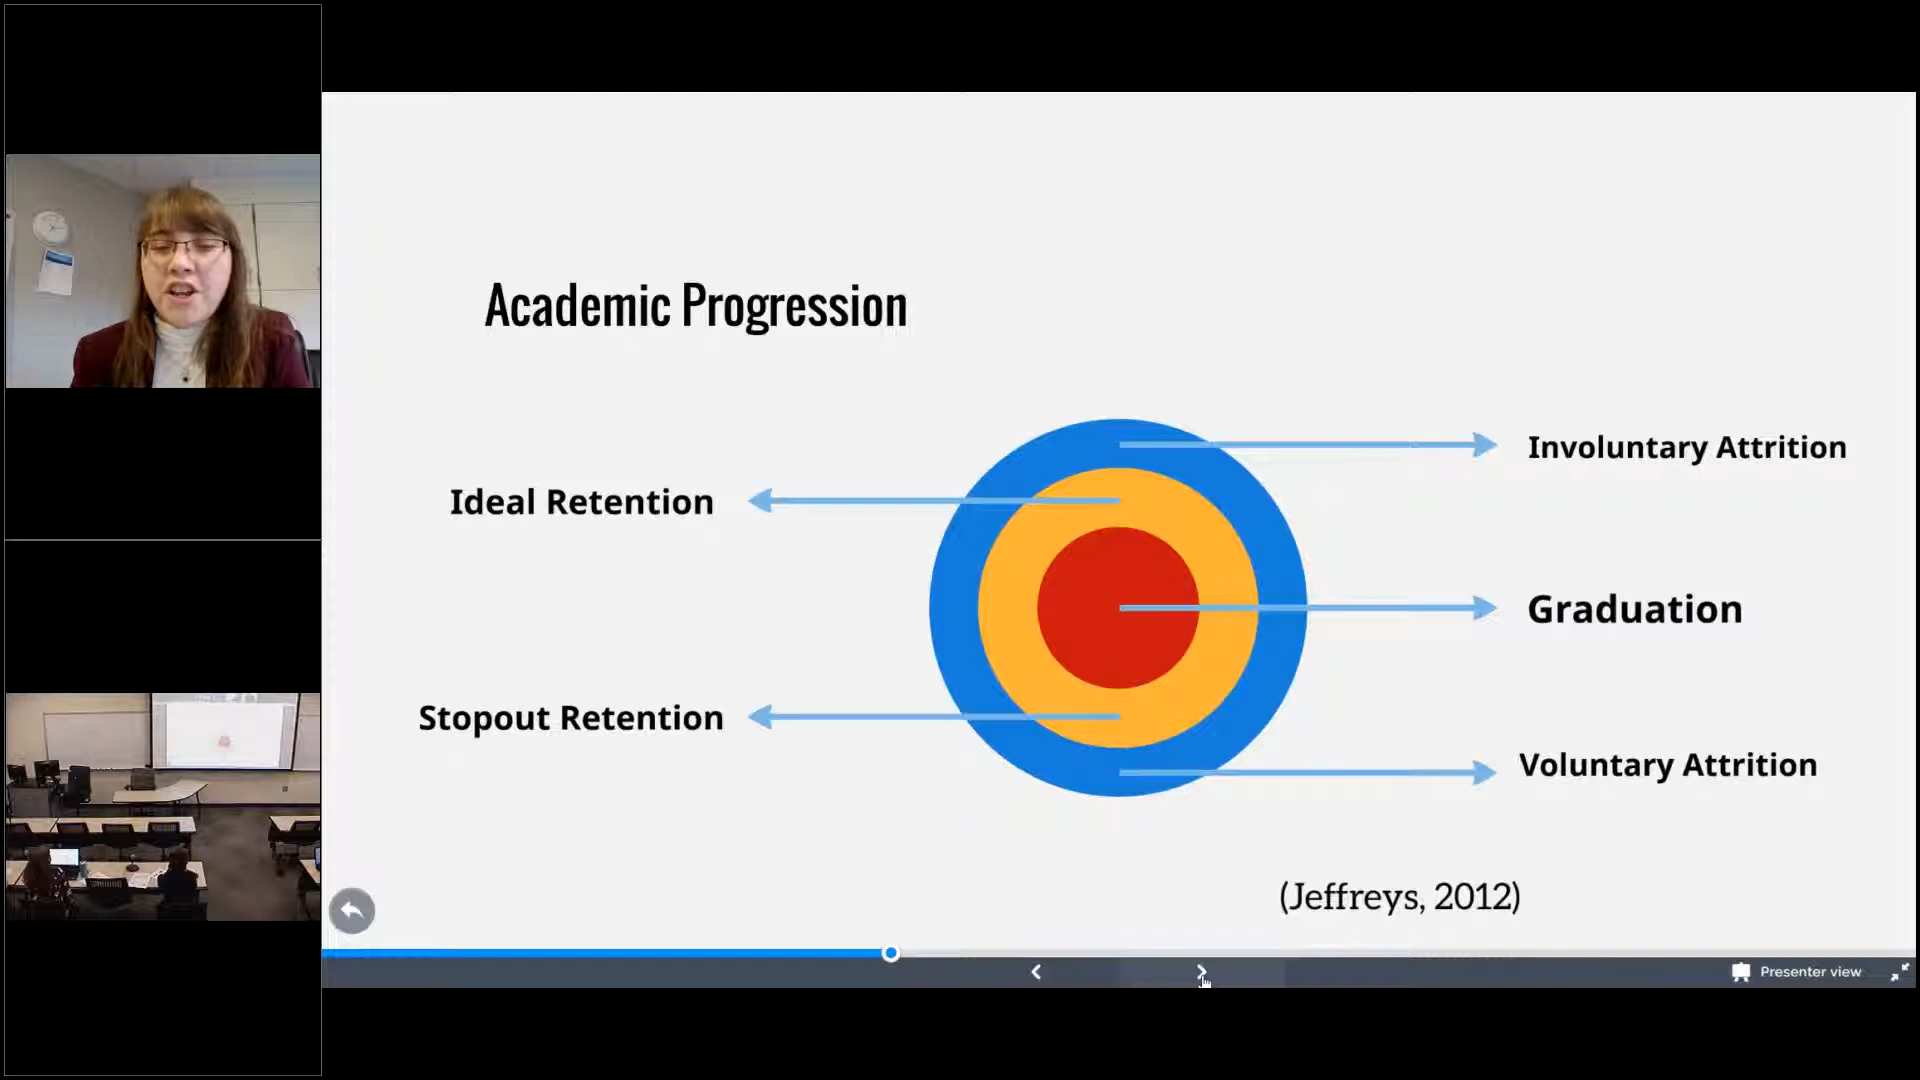 Academic Progression
Involuntary Attrition
Ideal Retention
Graduation
Stopout Retention
Voluntary Attrition
(Jeffreys, 2012)
Presenter view